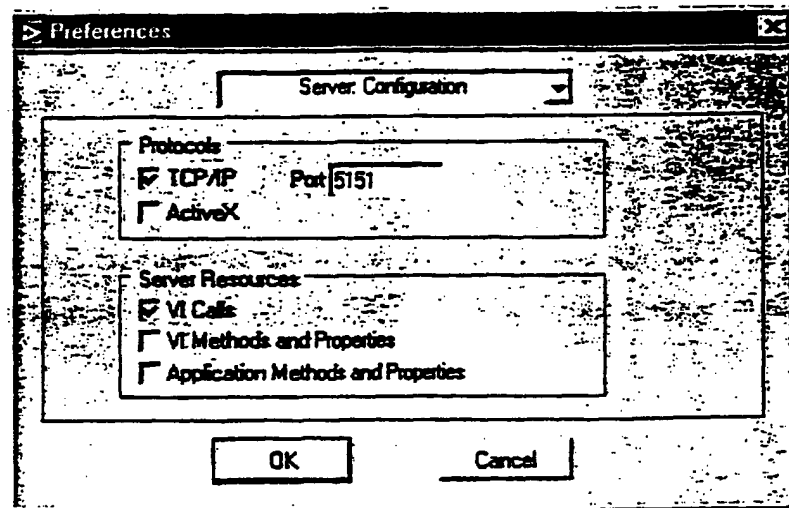 Preferences
Server: Configuration
Protocols
TCP/IP Port 5151
ActiveX
Server Resources
VI Calls
VI Methods and Properties
Application Methods and Properties
OK Cancel